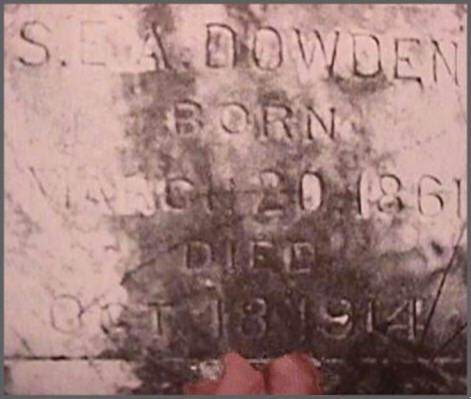 S.E.A. DOWDEN
BORN
MARCH 20, 1861
DIED
OCT 18 1914